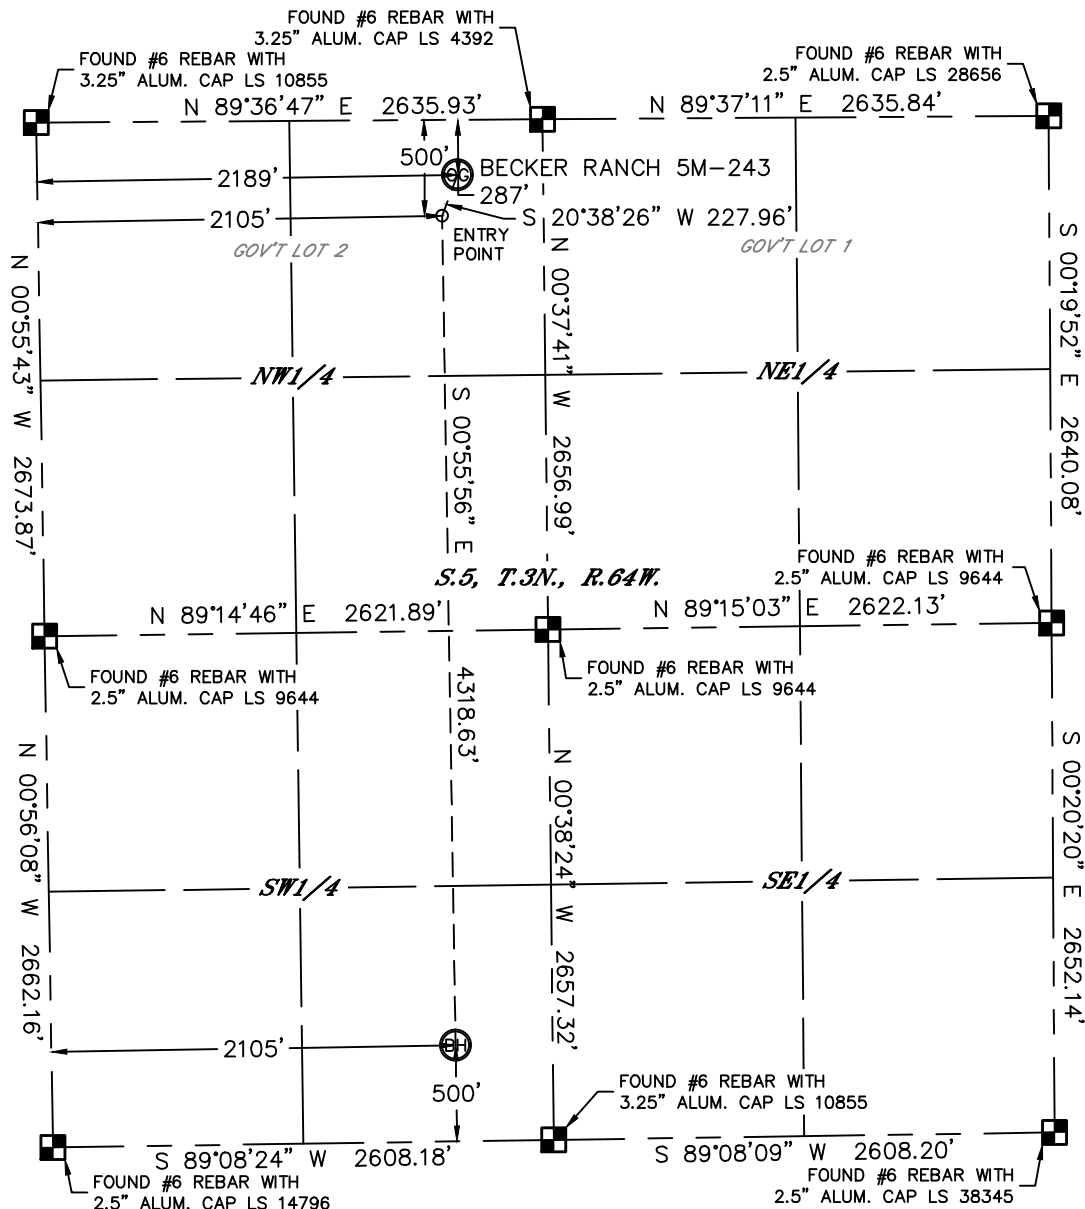 FOUND #6 REBAR WITH
3.25" ALUM. CAP LS 4392
FOUND #6 REBAR WITH
3.25" ALUM. CAP LS 10855
FOUND #6 REBAR WITH
2.5" ALUM. CAP LS 28656
N 89°36'47" E 2635.93'
N 89°37'11" E 2635.84'
500'
BECKER RANCH 5M-243
2189'
287'
2105'
S 20°38'26" W 227.96'
ENTRY
POINT
GOV'T LOT 2
GOV'T LOT 1
N 00°55'43" W 2673.87'
N 00°37'41" W 2656.99'
S 00°19'52" E 2640.08'
NW1/4
NE1/4
S 00°55'56" E 4318.63'
S.5, T.3N., R.64W.
FOUND #6 REBAR WITH
2.5" ALUM. CAP LS 9644
N 89°14'46" E 2621.89'
N 89°15'03" E 2622.13'
FOUND #6 REBAR WITH
2.5" ALUM. CAP LS 9644
FOUND #6 REBAR WITH
2.5" ALUM. CAP LS 9644
N 00°56'08" W 2662.16'
N 00°38'24" W 2657.32'
S 00°20'20" E 2652.14'
SW1/4
SE1/4
2105'
BH
500'
FOUND #6 REBAR WITH
3.25" ALUM. CAP LS 10855
S 89°08'24" W 2608.18'
S 89°08'09" W 2608.20'
FOUND #6 REBAR WITH
2.5" ALUM. CAP LS 14796
FOUND #6 REBAR WITH
2.5" ALUM. CAP LS 38345